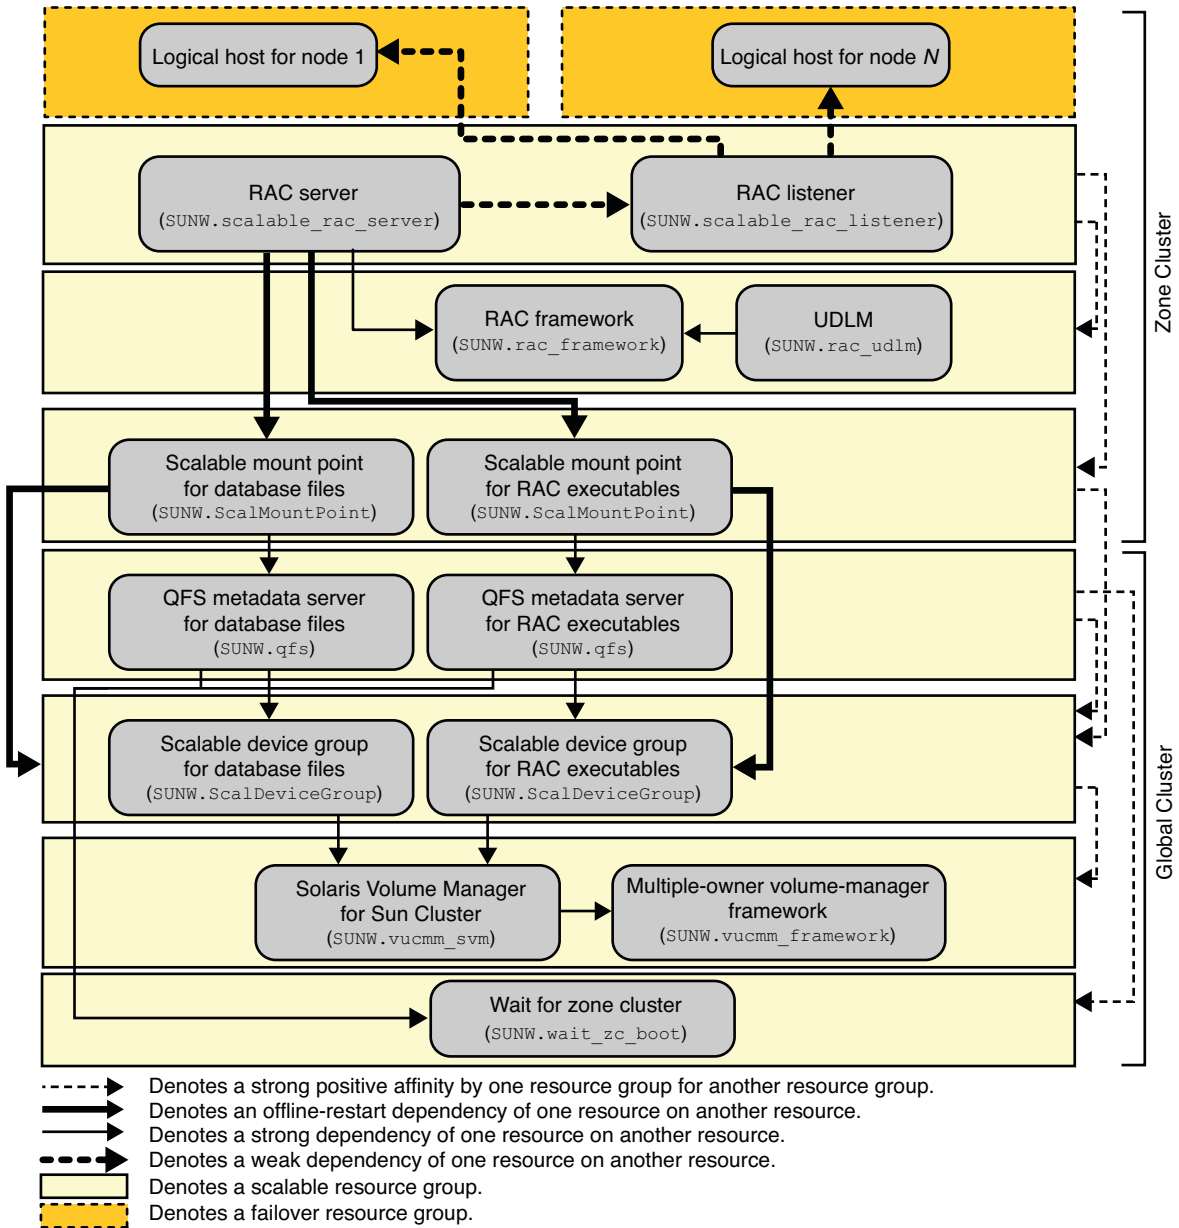 Logical host for node 1
Logical host for node N
RAC server
(SUNW.scalable_rac_server)
RAC listener
(SUNW.scalable_rac_listener)
RAC framework
(SUNW.rac_framework)
UDLM
(SUNW.rac_udlm)
Zone Cluster
Scalable mount point
for database files
(SUNW.ScalMountPoint)
Scalable mount point
for RAC executables
(SUNW.ScalMountPoint)
QFS metadata server
for database files
(SUNW.qfs)
QFS metadata server
for RAC executables
(SUNW.qfs)
Scalable device group
for database files
(SUNW.ScalDeviceGroup)
Scalable device group
for RAC executables
(SUNW.ScalDeviceGroup)
Global Cluster
Solaris Volume Manager
for Sun Cluster
(SUNW.vucmm_svm)
Multiple-owner volume-manager
framework
(SUNW.vucmm_framework)
Wait for zone cluster
(SUNW.wait_zc_boot)
Denotes a strong positive affinity by one resource group for another resource group.
Denotes an offline-restart dependency of one resource on another resource.
Denotes a strong dependency of one resource on another resource.
Denotes a weak dependency of one resource on another resource.
Denotes a scalable resource group.
Denotes a failover resource group.